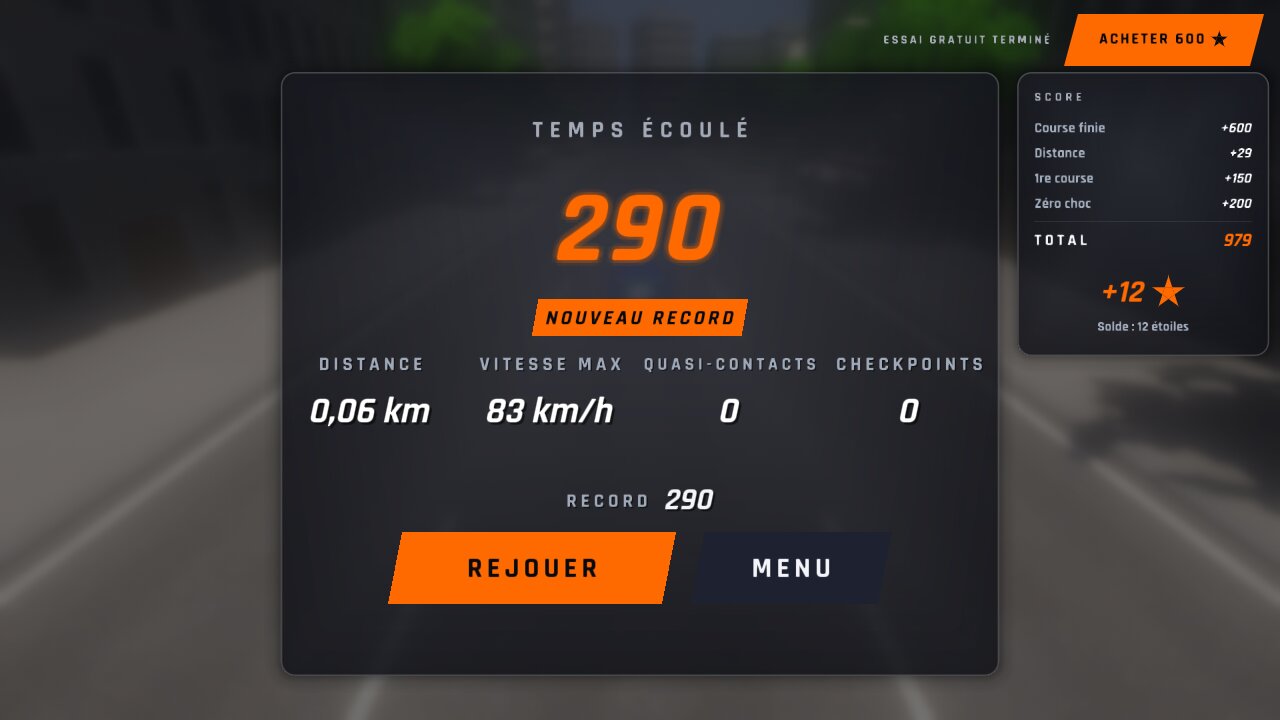 ESSAI GRATUIT TERMINÉ
ACHETER 600 ★
TEMPS ÉCOULÉ
290
NOUVEAU RECORD
DISTANCE VITESSE MAX QUASI-CONTACTS CHECKPOINTS
0,06 km 83 km/h 0 0
RECORD 290
REJOUER MENU
SCORE
Course finie +600
Distance +29
1re course +150
Zéro choc +200
TOTAL 979
+12 ★
Solde : 12 étoiles